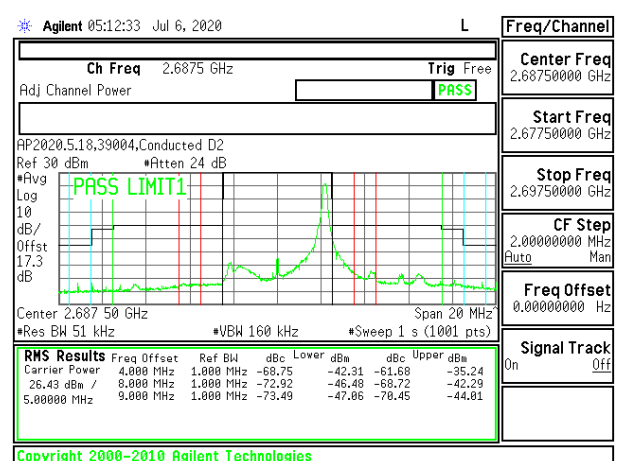 Agilent 05:12:33 Jul 6, 2020 L
Ch Freq 2.6875 GHz Trig Free
Adj Channel Power PASS
AP2020.5.18,39004,Conducted D2
Ref 30 dBm #Atten 24 dB
#Avg
Log
10
dB/
Offst
17.3
dB
PASS LIMIT1
Center 2.687 50 GHz Span 20 MHz^
#Res BW 51 kHz #VBW 160 kHz #Sweep 1 s (1001 pts)
RMS Results Freq Offset Ref BW dBc Lower dBm dBc Upper dBm
Carrier Power 4.000 MHz 1.000 MHz -68.75 -42.31 -61.68 -35.24
26.43 dBm / 8.000 MHz 1.000 MHz -72.92 -46.48 -68.72 -42.29
5.00000 MHz 9.000 MHz 1.000 MHz -73.49 -47.06 -70.45 -44.01
Copyright 2000-2010 Agilent Technologies
Freq/Channel
Center Freq
2.68750000 GHz
Start Freq
2.67750000 GHz
Stop Freq
2.69750000 GHz
CF Step
2.00000000 MHz
Auto Man
Freq Offset
0.00000000 Hz
Signal Track
On Off